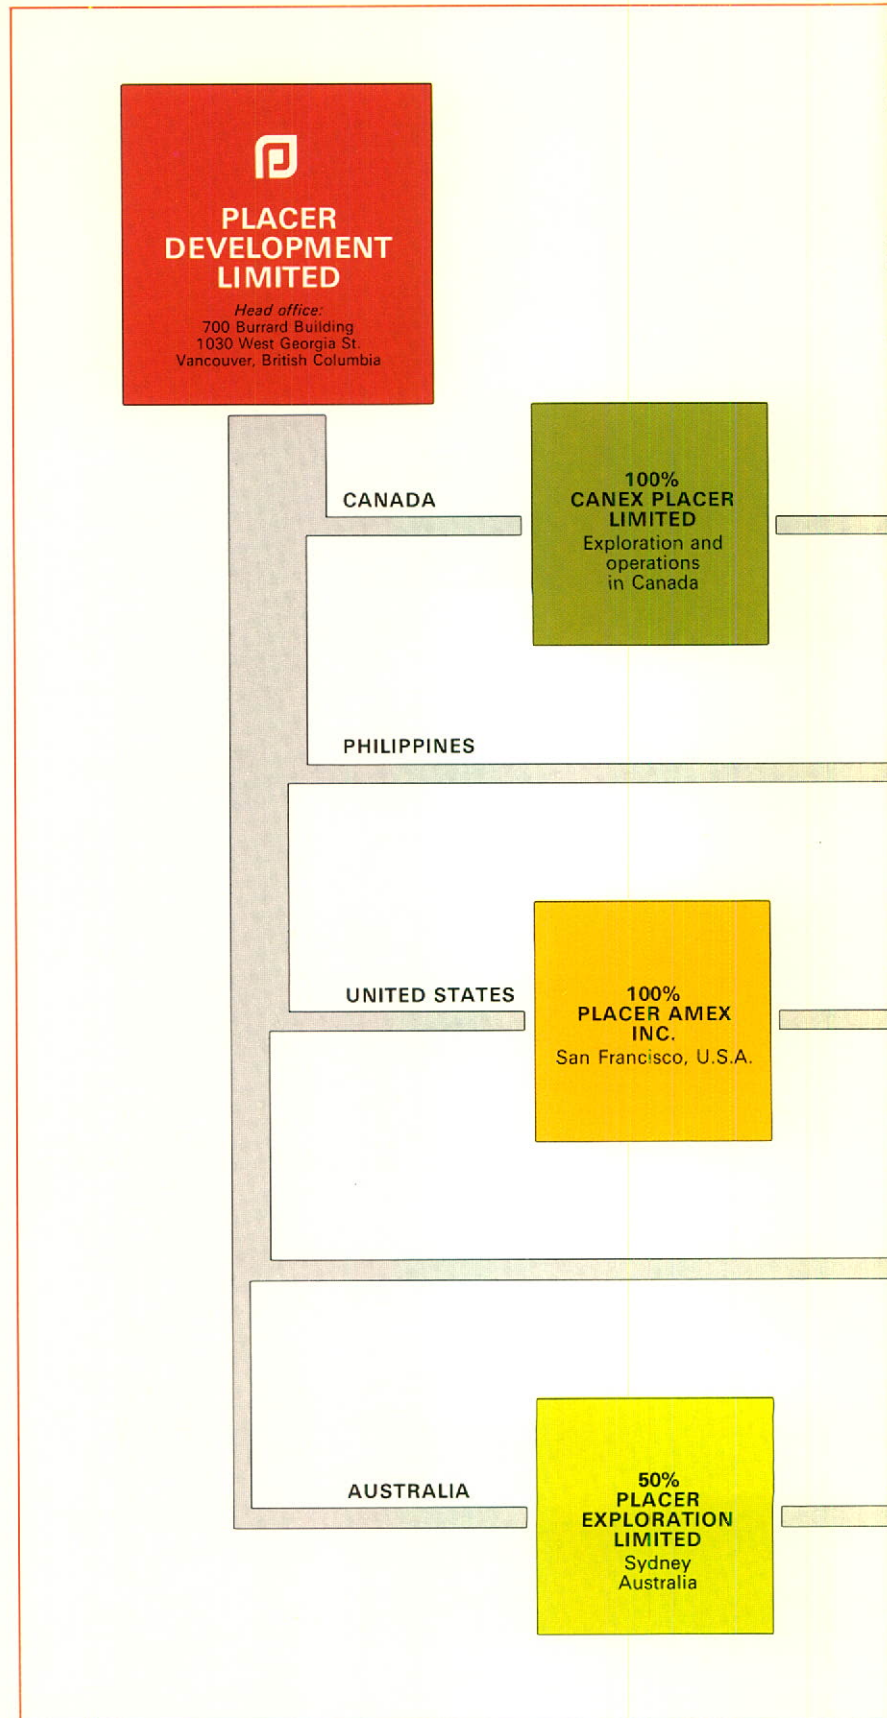 PLACER
DEVELOPMENT
LIMITED
Head office:
700 Burrard Building
1030 West Georgia St.
Vancouver, British Columbia
CANADA
100%
CANEX PLACER
LIMITED
Exploration and
operations
in Canada
PHILIPPINES
UNITED STATES
100%
PLACER AMEX
INC.
San Francisco, U.S.A.
AUSTRALIA
50%
PLACER
EXPLORATION
LIMITED
Sydney
Australia